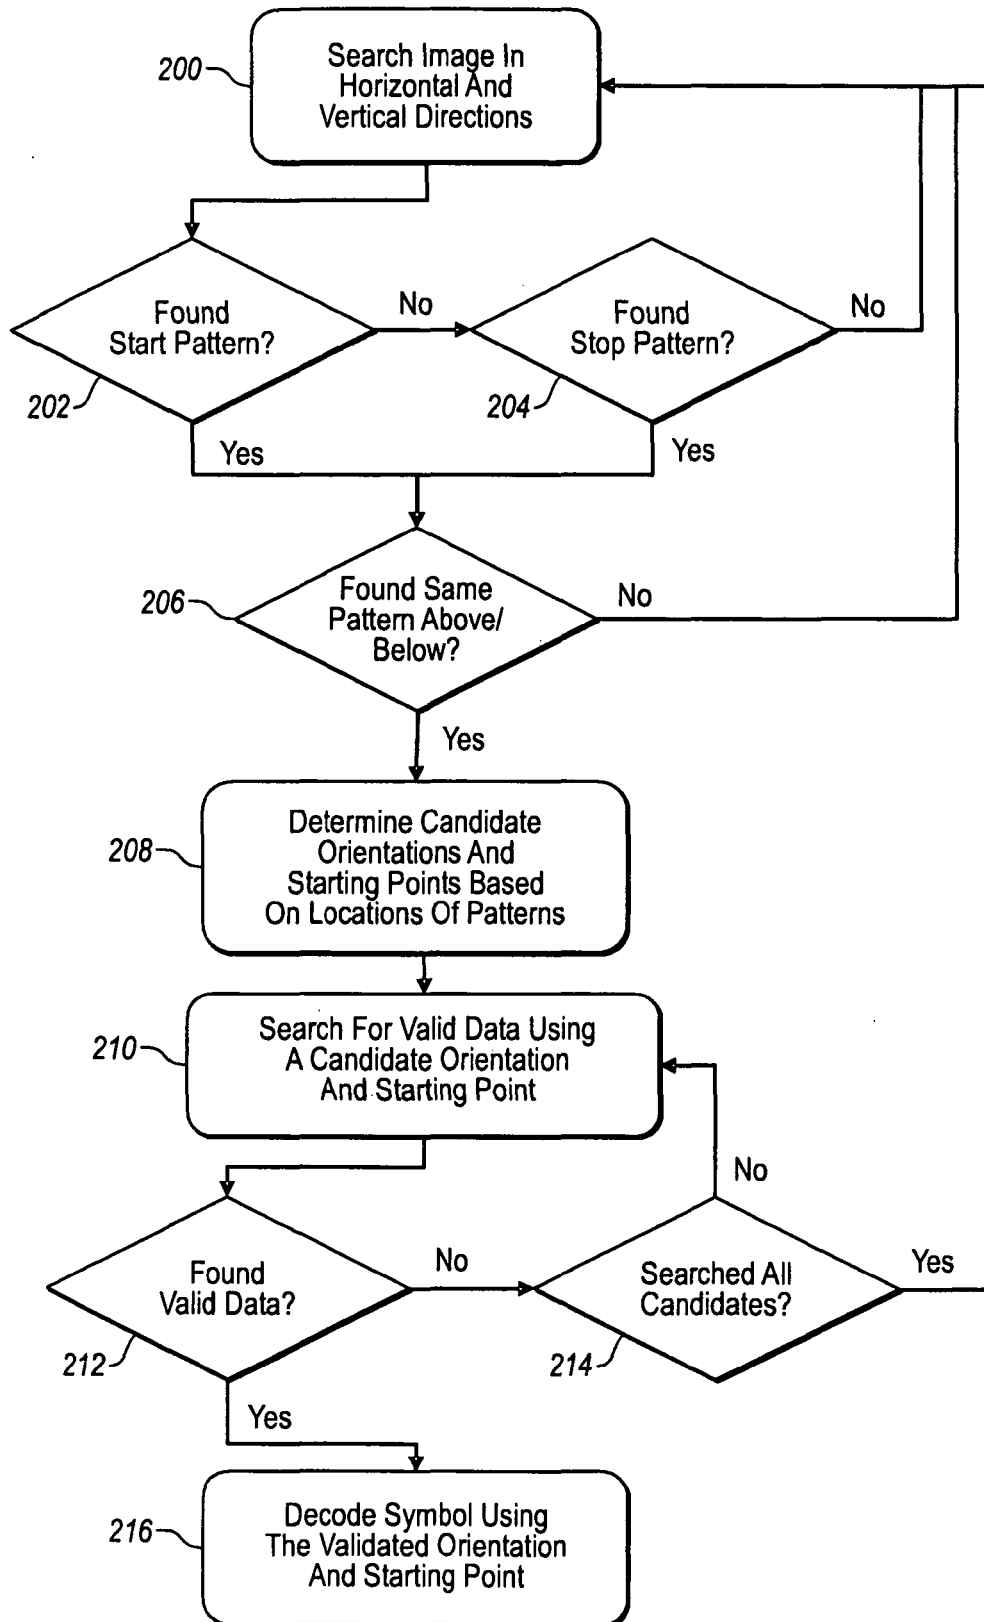 200
Search Image In
Horizontal And
Vertical Directions
Found
Start Pattern?
202
No
Found
Stop Pattern?
204
No
Yes
Yes
206
Found Same
Pattern Above/
Below?
No
Yes
208
Determine Candidate
Orientations And
Starting Points Based
On Locations Of Patterns
210
Search For Valid Data Using
A Candidate Orientation
And Starting Point
No
Found
Valid Data?
212
No
Searched All
Candidates?
214
Yes
Yes
216
Decode Symbol Using
The Validated Orientation
And Starting Point